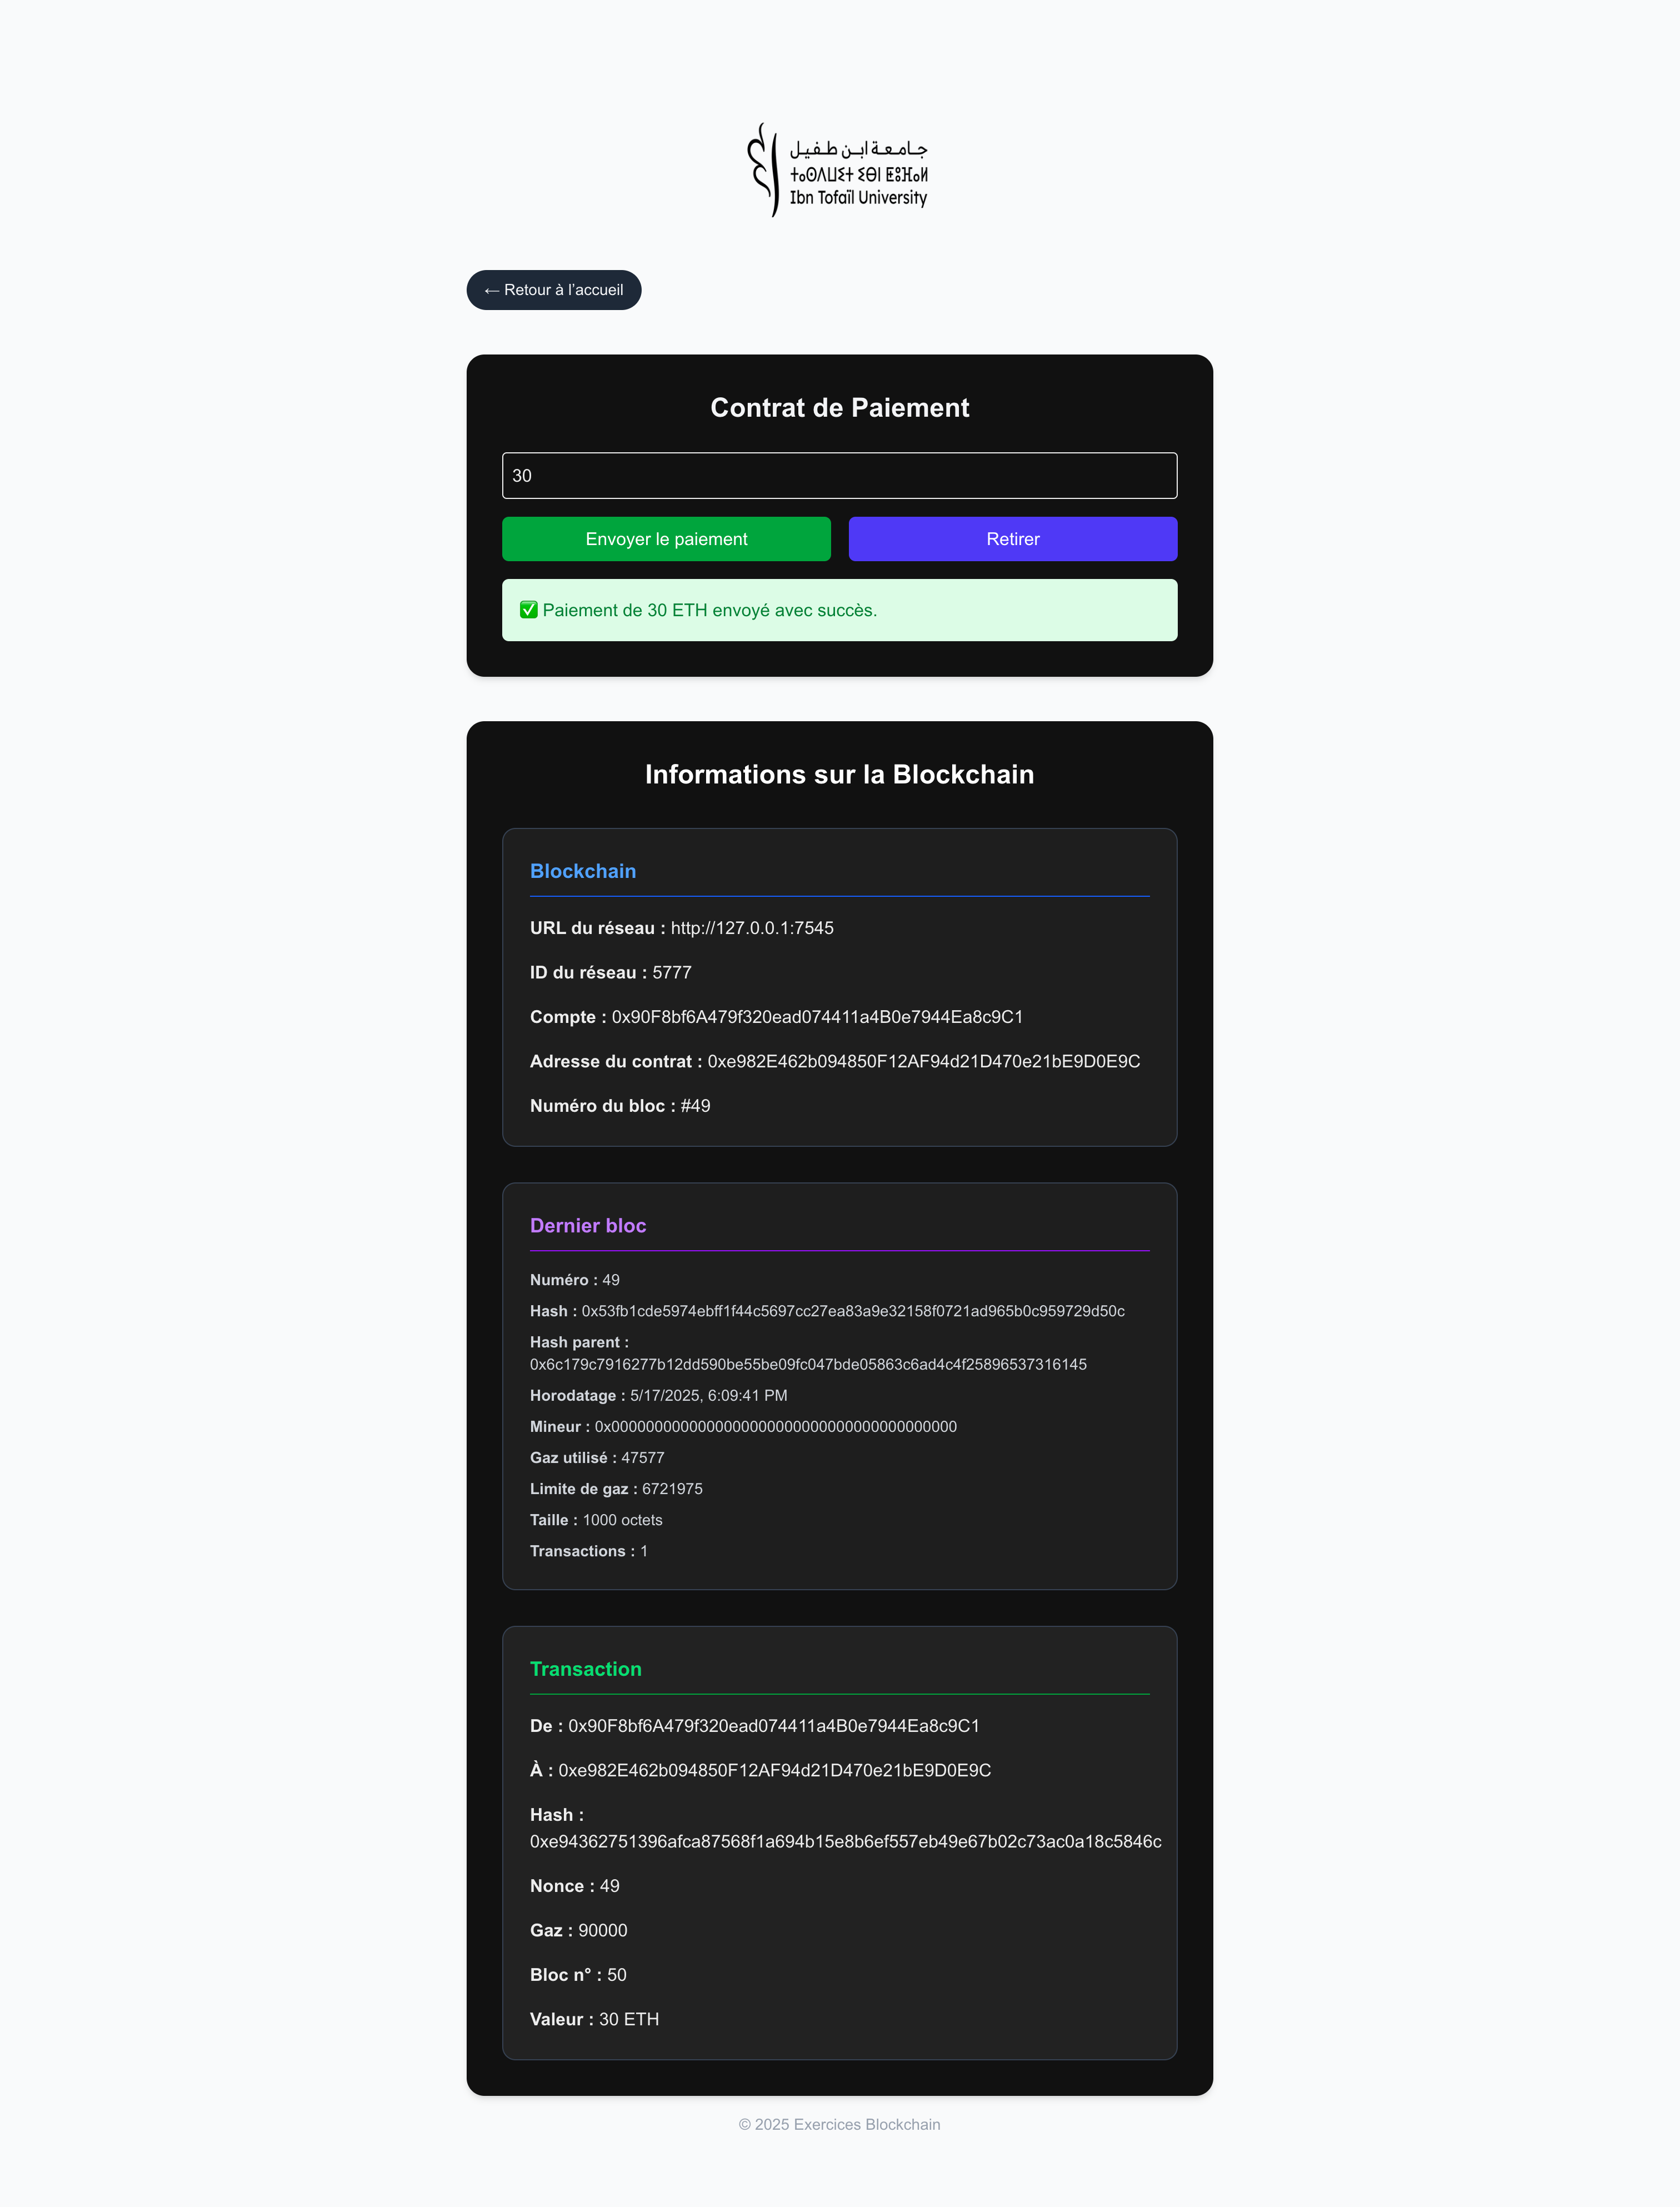 جامعة ابن طفيل
ⵜⴰⵙⴷⴰⵡⵉⵜ ⵉⴱⵏ ⵟⵓⴼⴰⵢⵍ
Ibn Tofaïl University
← Retour à l’accueil
Contrat de Paiement
30
Envoyer le paiement
Retirer
✅ Paiement de 30 ETH envoyé avec succès.
Informations sur la Blockchain
Blockchain
URL du réseau : http://127.0.0.1:7545
ID du réseau : 5777
Compte : 0x90F8bf6A479f320ead074411a4B0e7944Ea8c9C1
Adresse du contrat : 0xe982E462b094850F12AF94d21D470e21bE9D0E9C
Numéro du bloc : #49
Dernier bloc
Numéro : 49
Hash : 0x53fb1cde5974ebff1f44c5697cc27ea83a9e32158f0721ad965b0c959729d50c
Hash parent :
0x6c179c7916277b12dd590be55be09fc047bde05863c6ad4c4f25896537316145
Horodatage : 5/17/2025, 6:09:41 PM
Mineur : 0x0000000000000000000000000000000000000000
Gaz utilisé : 47577
Limite de gaz : 6721975
Taille : 1000 octets
Transactions : 1
Transaction
De : 0x90F8bf6A479f320ead074411a4B0e7944Ea8c9C1
À : 0xe982E462b094850F12AF94d21D470e21bE9D0E9C
Hash :
0xe94362751396afca87568f1a694b15e8b6ef557eb49e67b02c73ac0a18c5846c
Nonce : 49
Gaz : 90000
Bloc n° : 50
Valeur : 30 ETH
© 2025 Exercices Blockchain